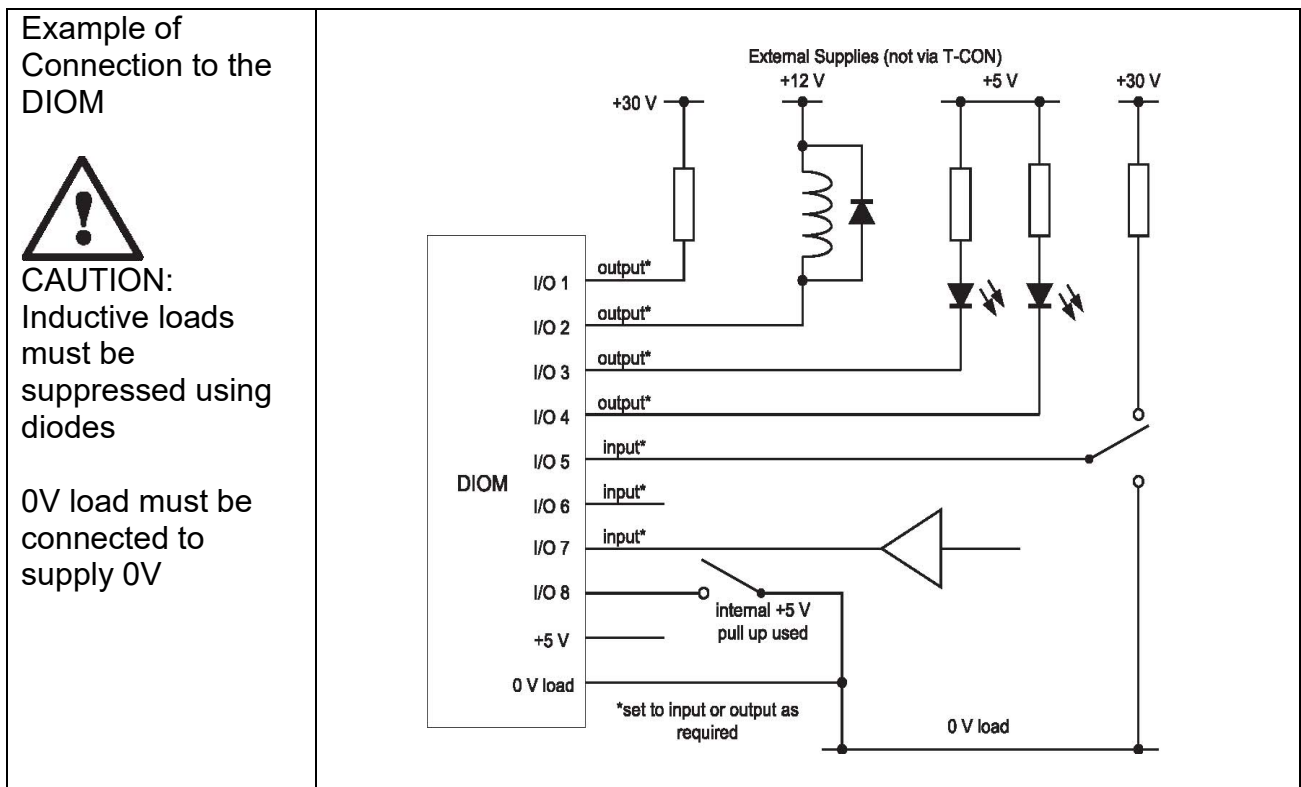 Example of
Connection to the
DIOM
!
CAUTION:
Inductive loads
must be
suppressed using
diodes
0V load must be
connected to
supply 0V
External Supplies (not via T-CON)
+30 V
+12 V
+5 V
+30 V
I/O 1
output*
I/O 2
output*
I/O 3
output*
I/O 4
output*
I/O 5
input*
DIOM
I/O 6
input*
I/O 7
input*
I/O 8
internal +5 V
pull up used
+5 V
0 V load
*set to input or output as
required
0 V load